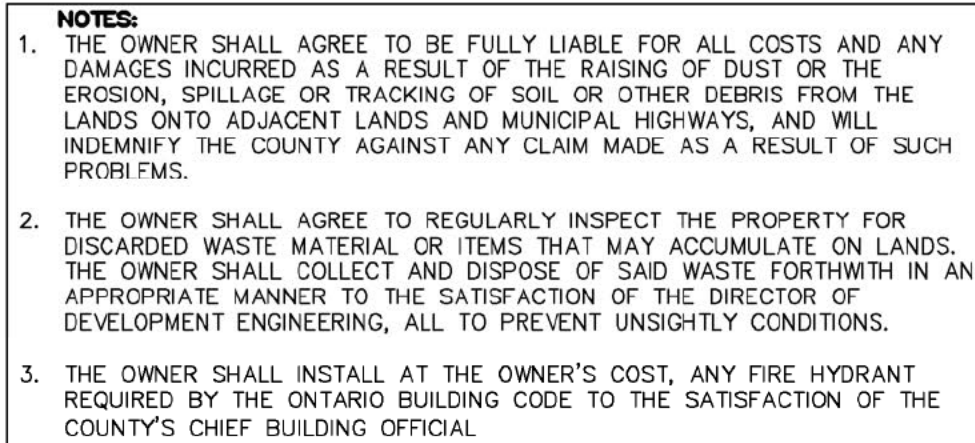 NOTES:
1. THE OWNER SHALL AGREE TO BE FULLY LIABLE FOR ALL COSTS AND ANY
DAMAGES INCURRED AS A RESULT OF THE RAISING OF DUST OR THE
EROSION, SPILLAGE OR TRACKING OF SOIL OR OTHER DEBRIS FROM THE
LANDS ONTO ADJACENT LANDS AND MUNICIPAL HIGHWAYS, AND WILL
INDEMNIFY THE COUNTY AGAINST ANY CLAIM MADE AS A RESULT OF SUCH
PROBLEMS.
2. THE OWNER SHALL AGREE TO REGULARLY INSPECT THE PROPERTY FOR
DISCARDED WASTE MATERIAL OR ITEMS THAT MAY ACCUMULATE ON LANDS.
THE OWNER SHALL COLLECT AND DISPOSE OF SAID WASTE FORTHWITH IN AN
APPROPRIATE MANNER TO THE SATISFACTION OF THE DIRECTOR OF
DEVELOPMENT ENGINEERING, ALL TO PREVENT UNSIGHTLY CONDITIONS.
3. THE OWNER SHALL INSTALL AT THE OWNER'S COST, ANY FIRE HYDRANT
REQUIRED BY THE ONTARIO BUILDING CODE TO THE SATISFACTION OF THE
COUNTY'S CHIEF BUILDING OFFICIAL